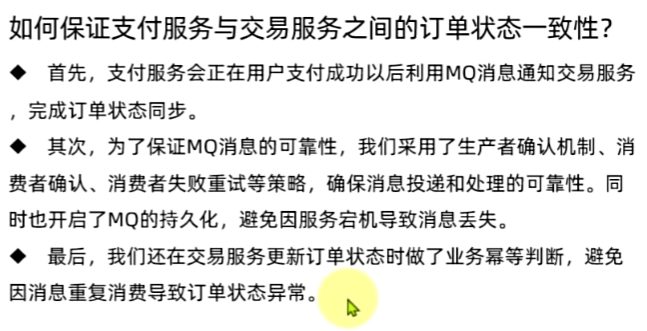 如何保证支付服务与交易服务之间的订单状态一致性？
◆ 首先，支付服务会正在用户支付成功以后利用MQ消息通知交易服务
，完成订单状态同步。
◆ 其次，为了保证MQ消息的可靠性，我们采用了生产者确认机制、消
费者确认、消费者失败重试等策略，确保消息投递和处理的可靠性。同
时也开启了MQ的持久化，避免因服务宕机导致消息丢失。
◆ 最后，我们还在交易服务更新订单状态时做了业务幂等判断，避免
因消息重复消费导致订单状态异常。